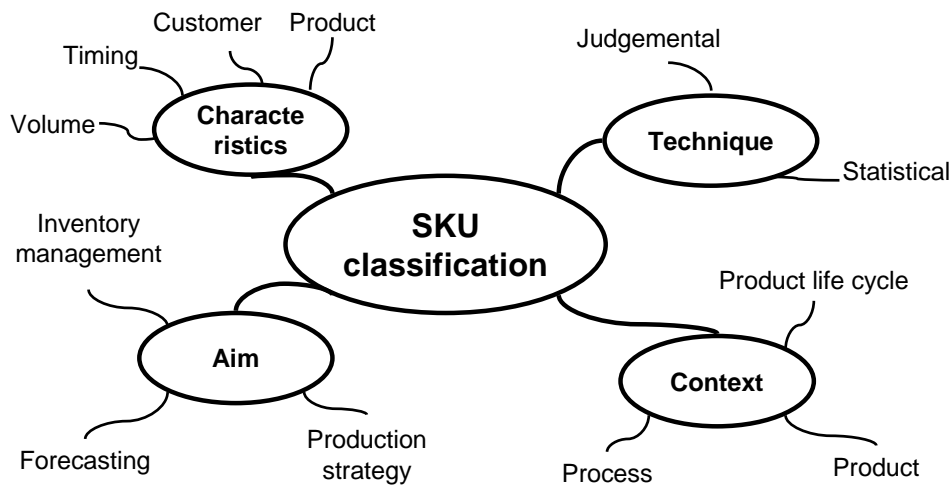 Customer
Product
Timing
Volume
Characte
ristics
Judgemental
Technique
Statistical
SKU
classification
Inventory
management
Aim
Forecasting
Production
strategy
Product life cycle
Context
Process
Product